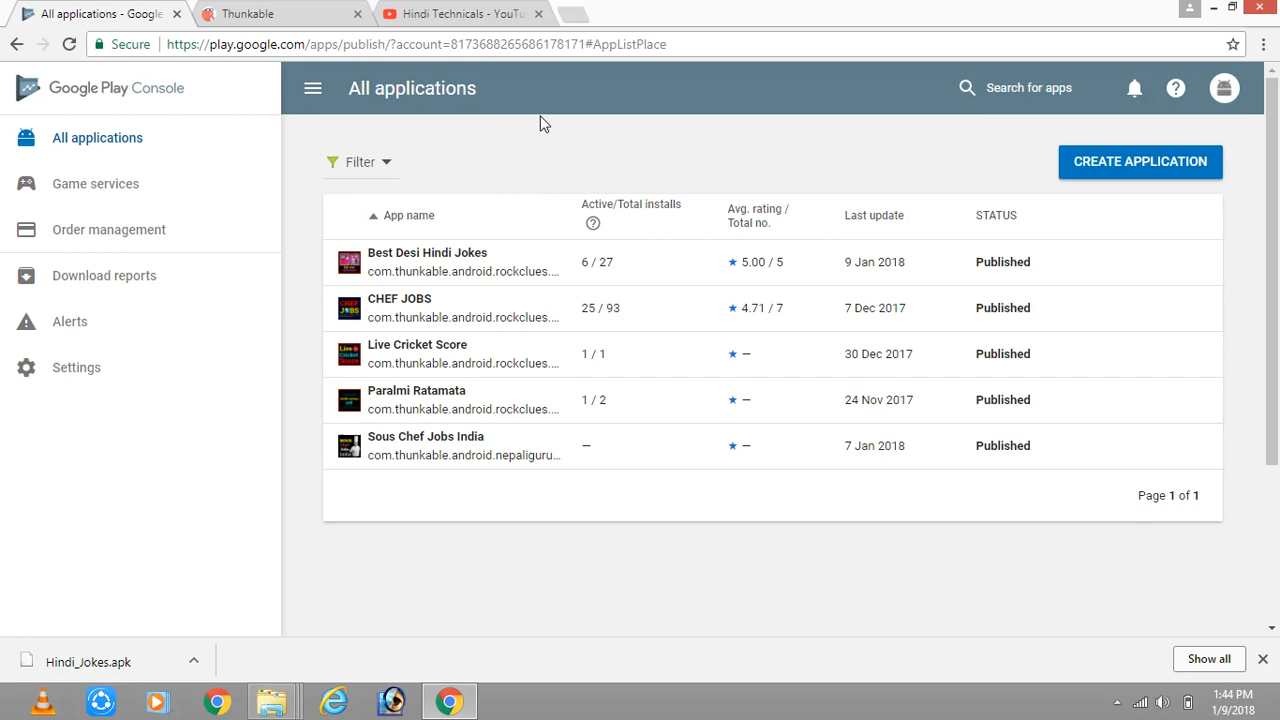 All applications - Google
Thunkable
Hindi Technicals - YouTu
Secure https://play.google.com/apps/publish/?account=8173688265686178171#AppListPlace
Google Play Console
All applications
Search for apps
All applications
Game services
Order management
Download reports
Alerts
Settings
Filter
CREATE APPLICATION
App name
Active/Total installs
Avg. rating /
Total no.
Last update
STATUS
Best Desi Hindi Jokes
com.thunkable.android.rockclues....
6 / 27
5.00 / 5
9 Jan 2018
Published
CHEF JOBS
com.thunkable.android.rockclues....
25 / 93
4.71 / 7
7 Dec 2017
Published
Live Cricket Score
com.thunkable.android.rockclues....
1 / 1
–
30 Dec 2017
Published
Paralmi Ratamata
com.thunkable.android.rockclues....
1 / 2
–
24 Nov 2017
Published
Sous Chef Jobs India
com.thunkable.android.nepaliguru...
–
–
7 Jan 2018
Published
Page 1 of 1
Hindi_Jokes.apk
Show all
1:44 PM
1/9/2018